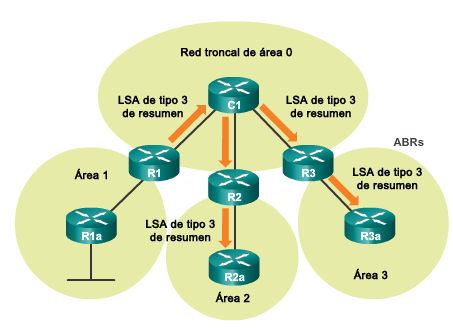 Red troncal de área 0
LSA de tipo 3
de resumen
C1
LSA de tipo 3
de resumen
ABRs
Área 1
R1
R3
LSA de tipo 3
de resumen
R2
R1a
LSA de tipo 3
de resumen
R3a
R2a
Área 2
Área 3